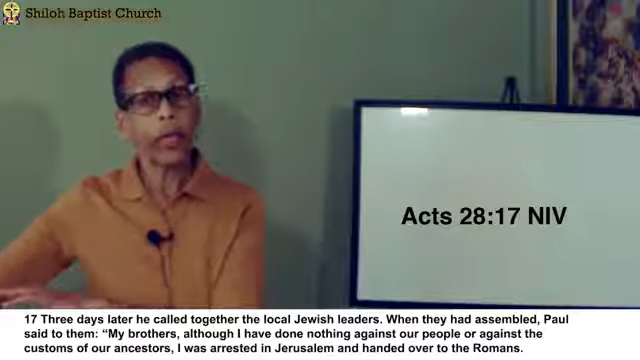 Shiloh Baptist Church
Acts 28:17 NIV
17 Three days later he called together the local Jewish leaders. When they had assembled, Paul
said to them: “My brothers, although I have done nothing against our people or against the
customs of our ancestors, I was arrested in Jerusalem and handed over to the Romans.